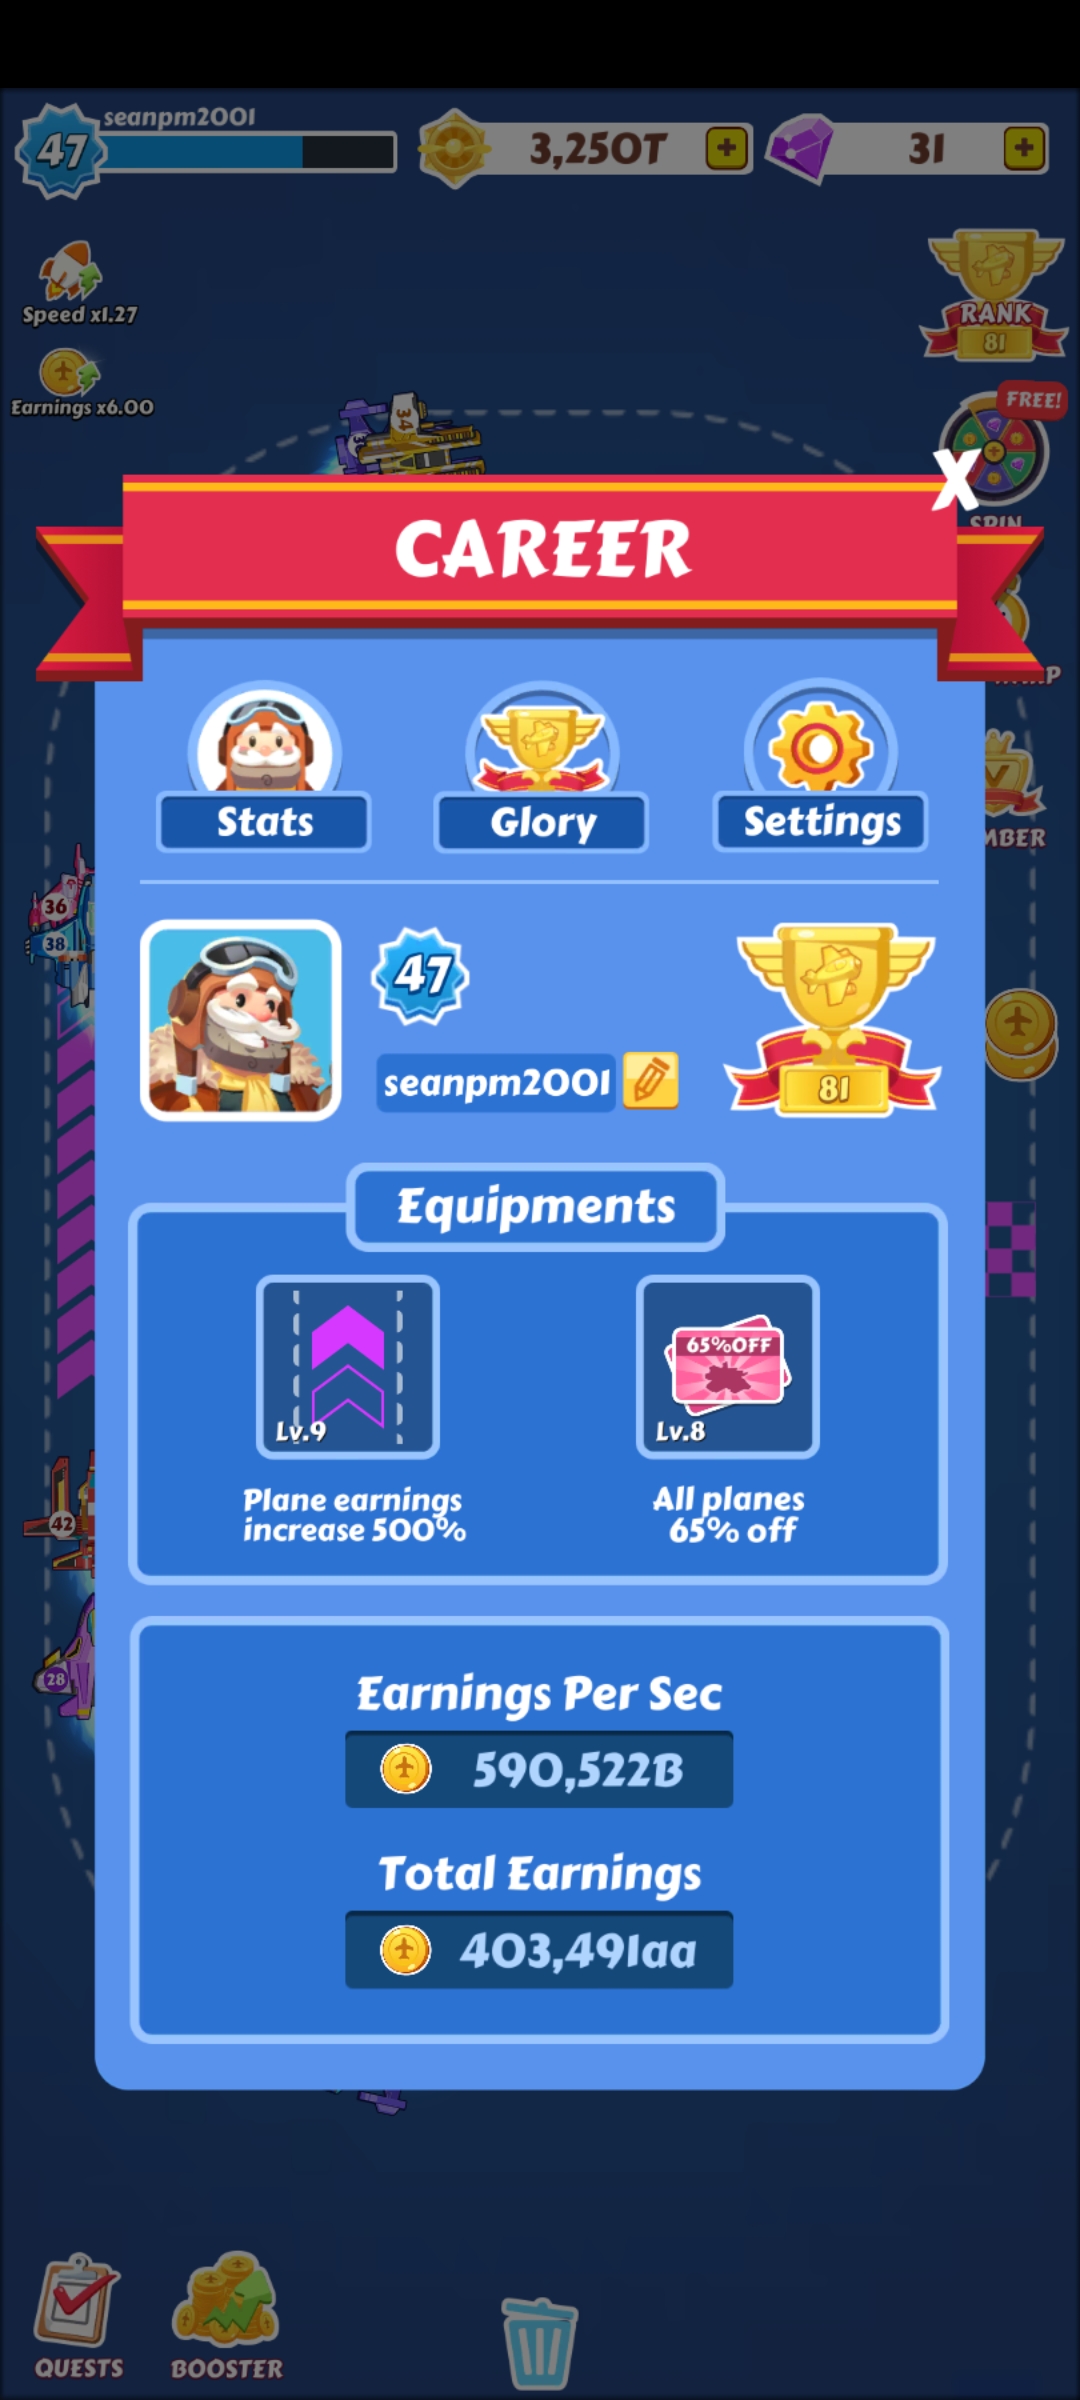 seanpm2001
47
3,250T
31
Speed x1.27
RANK
81
Earnings x6.00
FREE!
34
SPIN
CAREER
X
Stats
Glory
Settings
MBER
36
38
47
seanpm2001
81
Equipments
65%OFF
Lv.9
Lv.8
Plane earnings
increase 500%
All planes
65% off
42
28
Earnings Per Sec
590,522B
Total Earnings
403,491aa
QUESTS
BOOSTER